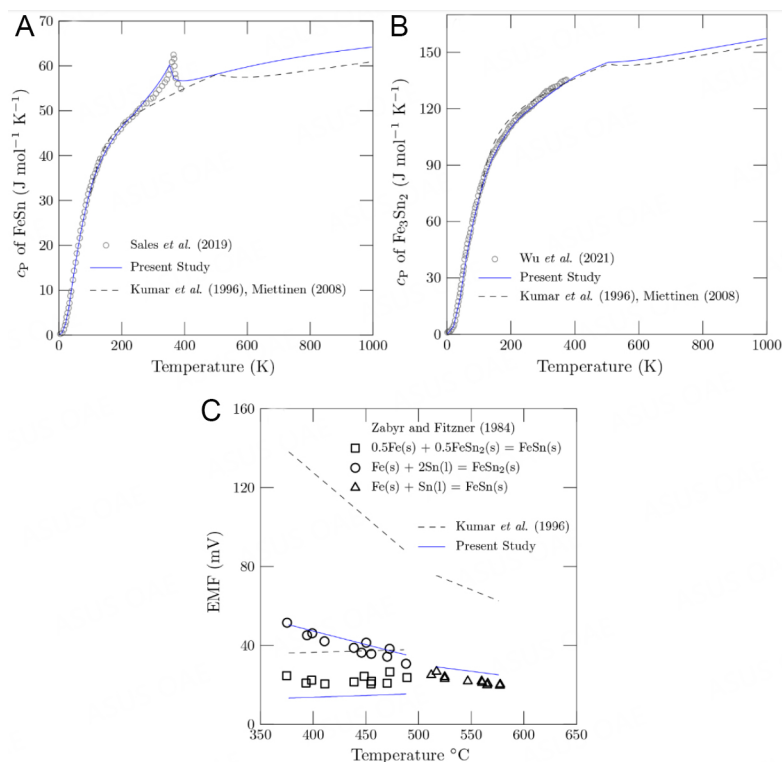 A
70
60
50
40
30
20
10
0
cP of FeSn (J mol−1 K−1)
Sales et al. (2019)
Present Study
Kumar et al. (1996), Miettinen (2008)
0 200 400 600 800 1000
Temperature (K)
B
150
120
90
60
30
0
cP of Fe3Sn2 (J mol−1 K−1)
Wu et al. (2021)
Present Study
Kumar et al. (1996), Miettinen (2008)
0 200 400 600 800 1000
Temperature (K)
C
160
120
80
40
0
EMF (mV)
Zabyr and Fitzner (1984)
0.5Fe(s) + 0.5FeSn2(s) = FeSn(s)
Fe(s) + 2Sn(l) = FeSn2(s)
Fe(s) + Sn(l) = FeSn(s)
Kumar et al. (1996)
Present Study
350 400 450 500 550 600 650
Temperature °C